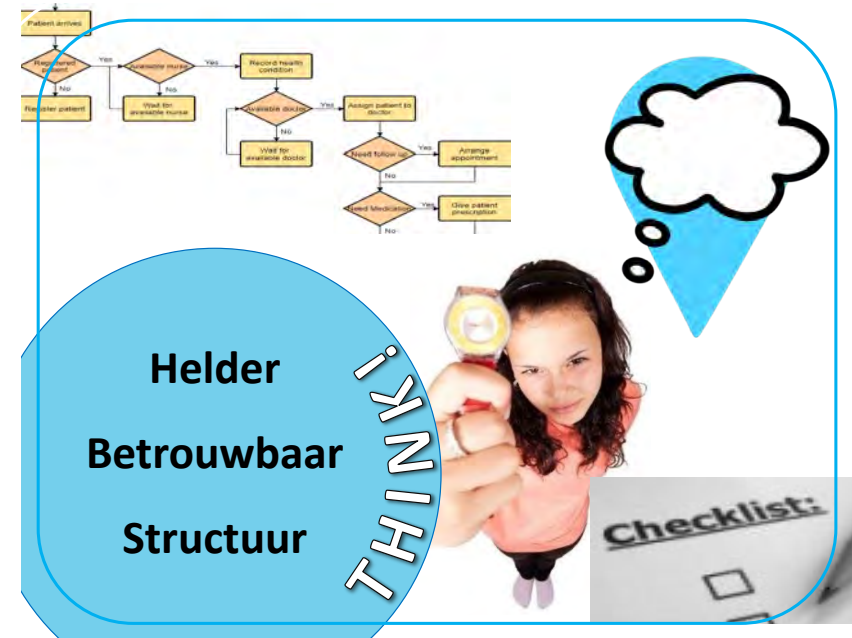 Patient arrives
Registered patient
Yes
Available nurse
Yes
Record health condition
No
No
Register patient
Wait for available nurse
Available doctor
Yes
Assign patient to doctor
No
Wait for available doctor
Need follow up
Yes
Arrange appointment
No
Need Medication
Yes
Give patient prescription
No
Helder
Betrouwbaar
Structuur
THINK!
Checklist: